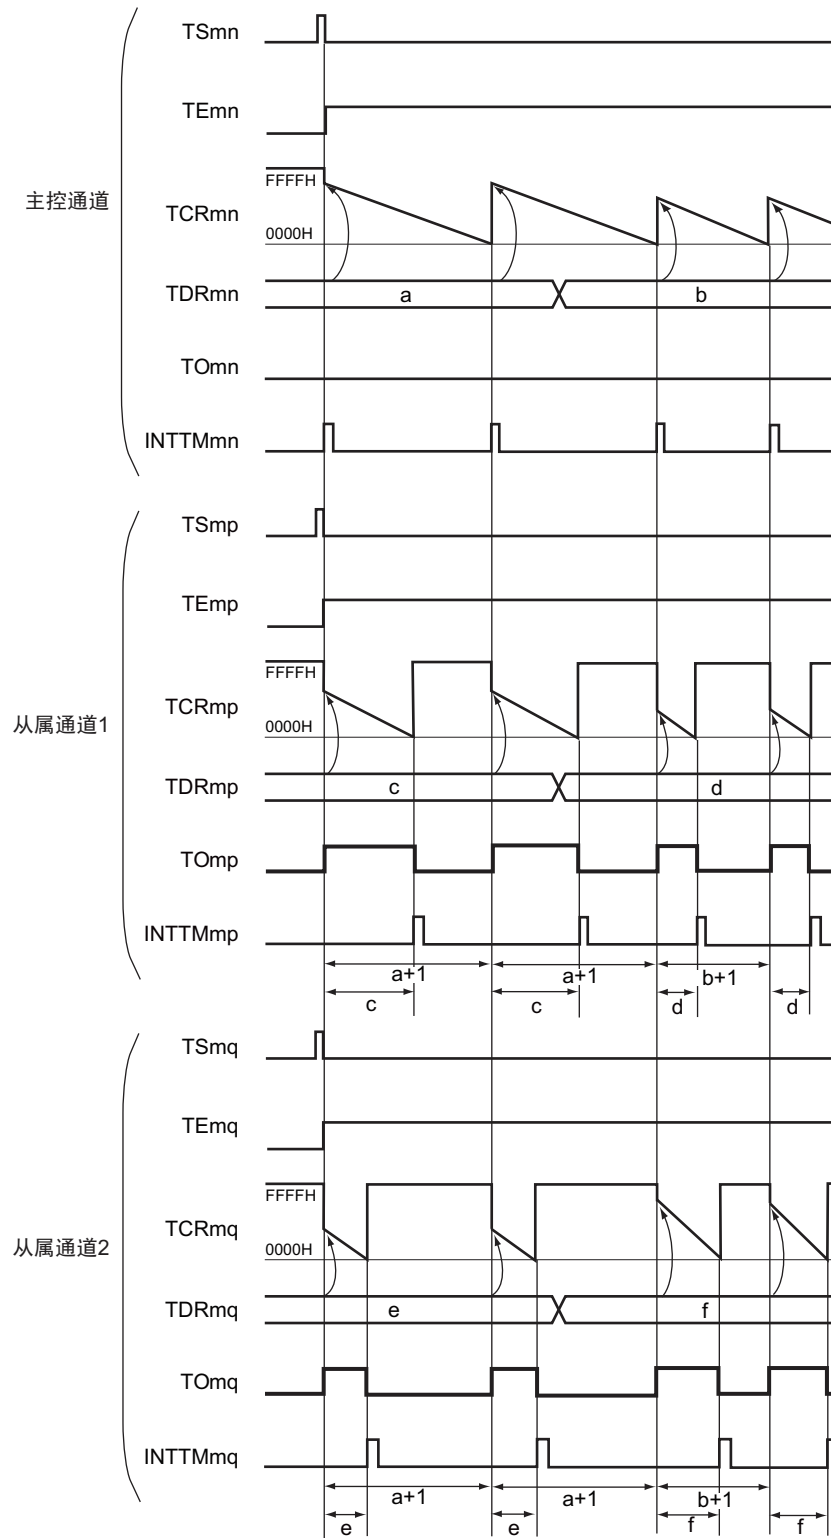 TSmn
TEmn
主控通道
FFFFH
TCRmn
0000H
TDRmn
a
b
TOmn
INTTMmn
TSmp
TEmp
从属通道1
FFFFH
TCRmp
0000H
TDRmp
c
d
TOmp
INTTMmp
a+1
a+1
b+1
c
c
d
d
TSmq
TEmq
从属通道2
FFFFH
TCRmq
0000H
TDRmq
e
f
TOmq
INTTMmq
a+1
a+1
b+1
e
e
f
f